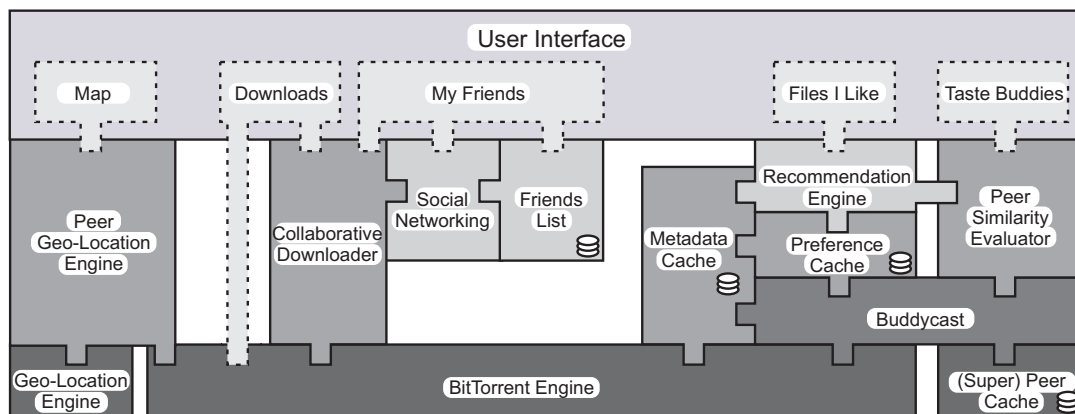 User Interface
Map
Downloads
My Friends
Files I Like
Taste Buddies
Peer
Geo-Location
Engine
Collaborative
Downloader
Social
Networking
Friends
List
Metadata
Cache
Recommendation
Engine
Preference
Cache
Peer
Similarity
Evaluator
Buddycast
Geo-Location
Engine
BitTorrent Engine
(Super) Peer
Cache